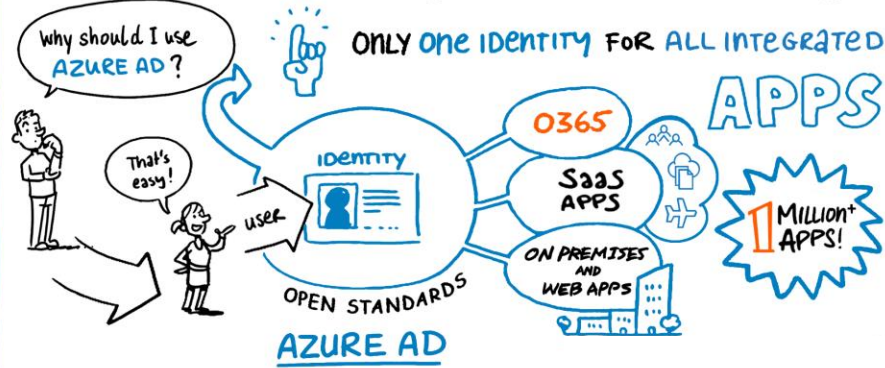 Why should I use
AZURE AD?
That's
easy!
user
IDENTITY
OPEN STANDARDS
AZURE AD
ONLY ONE IDENTITY FOR ALL INTEGRATED
APPS
O365
SaaS
APPS
ON PREMISES
AND
WEB APPS
1 MILLION+
APPS!